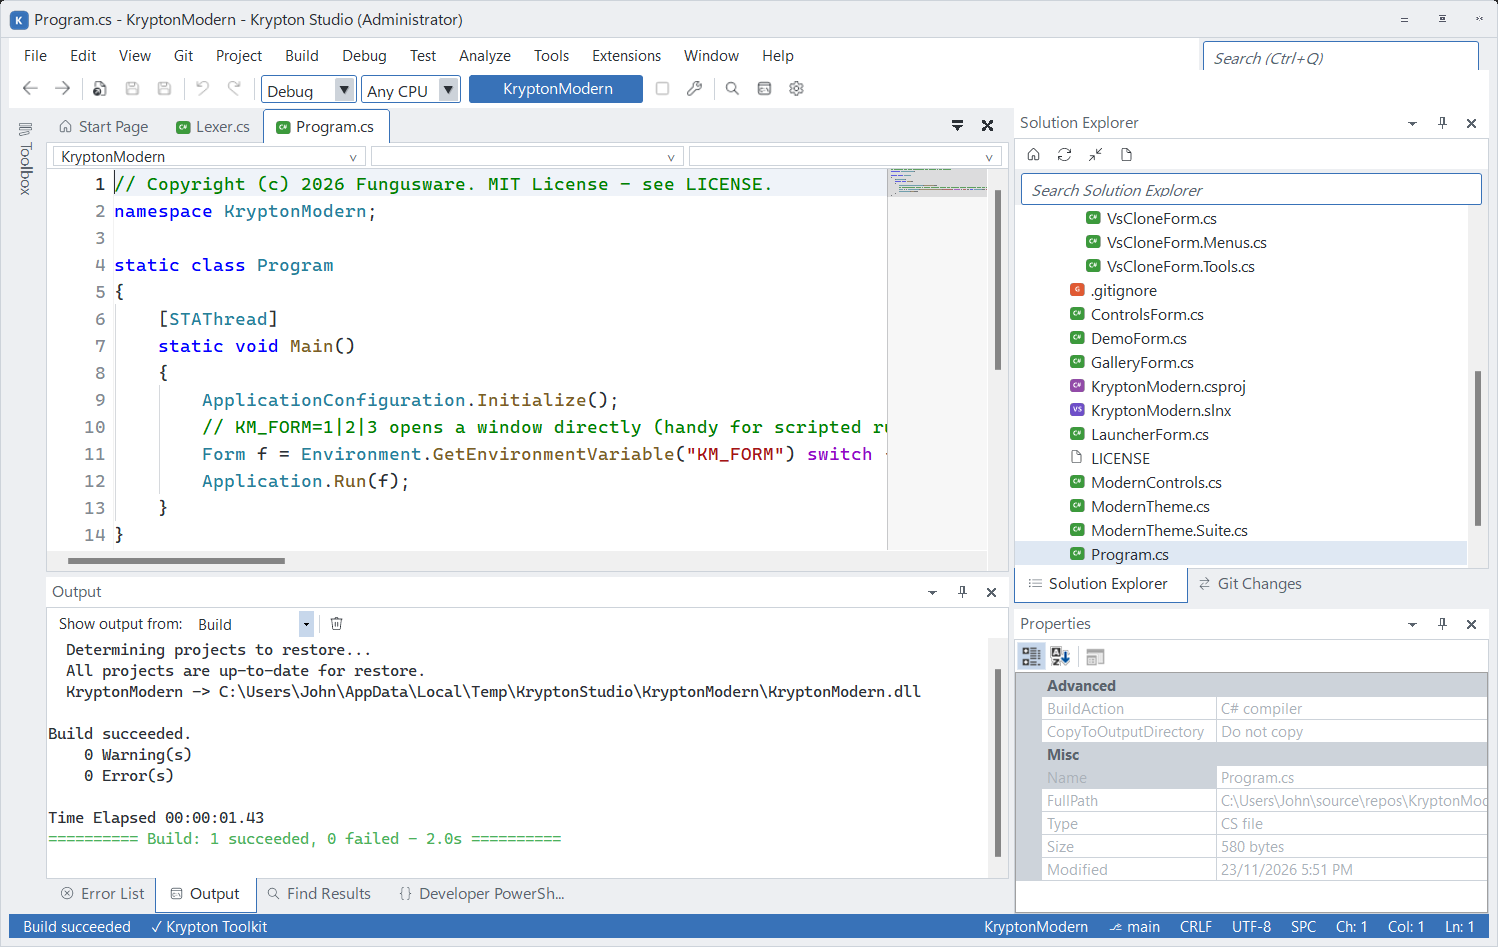 Program.cs - KryptonModern - Krypton Studio (Administrator)
File Edit View Git Project Build Debug Test Analyze Tools Extensions Window Help
Search (Ctrl+Q)
Debug Any CPU KryptonModern
Toolbox
Start Page Lexer.cs Program.cs
KryptonModern
1 // Copyright (c) 2026 Fungusware. MIT License - see LICENSE.
2 namespace KryptonModern;
3
4 static class Program
5 {
6 [STAThread]
7 static void Main()
8 {
9 ApplicationConfiguration.Initialize();
10 // KM_FORM=1|2|3 opens a window directly (handy for scripted ru
11 Form f = Environment.GetEnvironmentVariable("KM_FORM") switch
12 Application.Run(f);
13 }
14 }
Output
Show output from: Build
Determining projects to restore...
All projects are up-to-date for restore.
KryptonModern -> C:\Users\John\AppData\Local\Temp\KryptonStudio\KryptonModern\KryptonModern.dll
Build succeeded.
0 Warning(s)
0 Error(s)
Time Elapsed 00:00:01.43
========== Build: 1 succeeded, 0 failed - 2.0s ==========
Error List Output Find Results Developer PowerSh...
Solution Explorer
Search Solution Explorer
VsCloneForm.cs
VsCloneForm.Menus.cs
VsCloneForm.Tools.cs
.gitignore
ControlsForm.cs
DemoForm.cs
GalleryForm.cs
KryptonModern.csproj
KryptonModern.slnx
LauncherForm.cs
LICENSE
ModernControls.cs
ModernTheme.cs
ModernTheme.Suite.cs
Program.cs
Solution Explorer Git Changes
Properties
Advanced
BuildAction C# compiler
CopyToOutputDirectory Do not copy
Misc
Name Program.cs
FullPath C:\Users\John\source\repos\KryptonMod
Type CS file
Size 580 bytes
Modified 23/11/2026 5:51 PM
Build succeeded ✓ Krypton Toolkit KryptonModern main CRLF UTF-8 SPC Ch: 1 Col: 1 Ln: 1